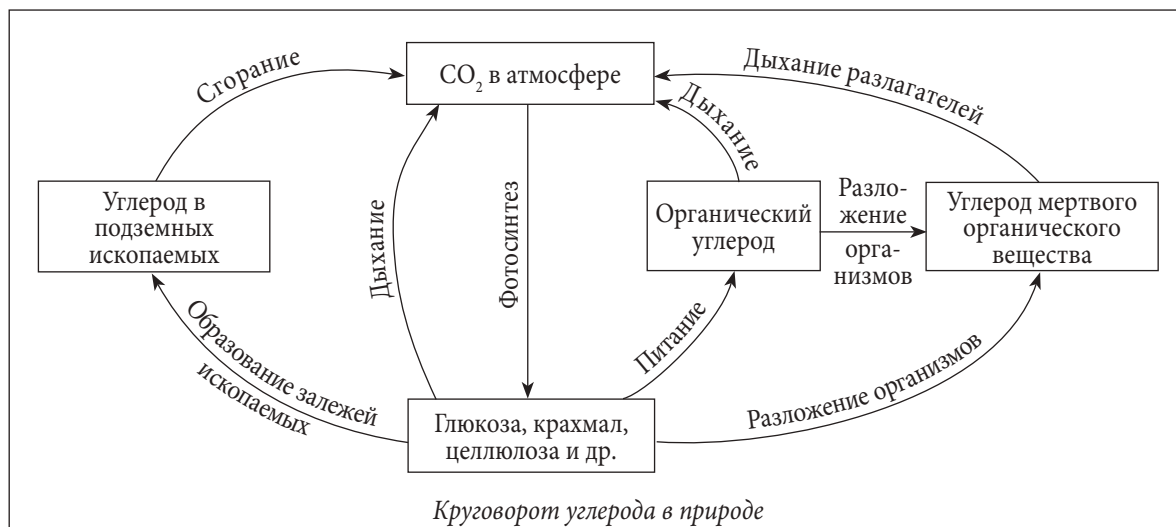 Сгорание
CO₂ в атмосфере
Дыхание разлагателей
Дыхание
Углерод в
подземных
ископаемых
Дыхание
Фотосинтез
Органический
углерод
Разло-
жение
орга-
низмов
Углерод мертвого
органического
вещества
Образование залежей
ископаемых
Питание
Разложение организмов
Глюкоза, крахмал,
целлюлоза и др.
Круговорот углерода в природе